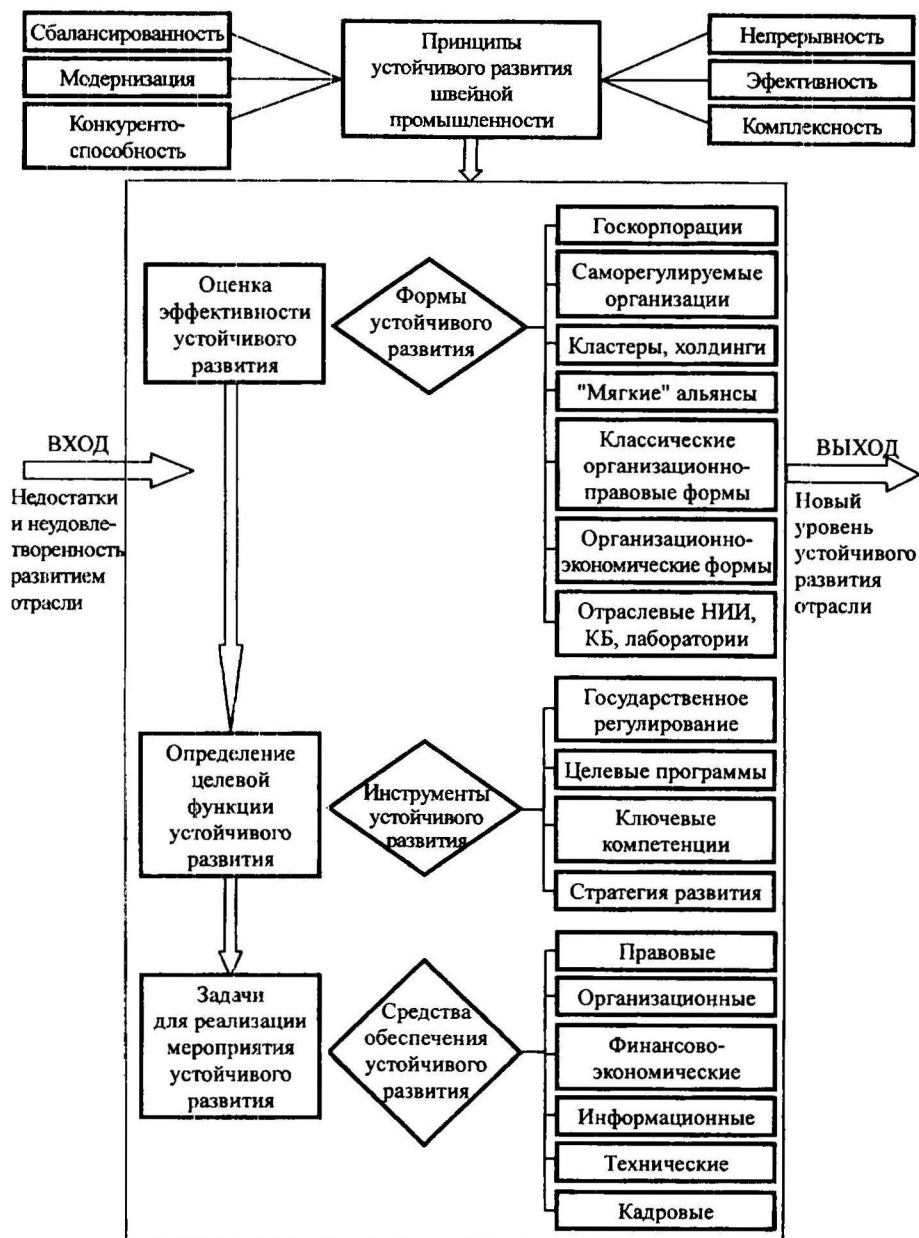 Сбалансированность
Модернизация
Конкуренто-
способность
Принципы
устойчивого развития
швейной
промышленности
Непрерывность
Эфективность
Комплексность
ВХОД
Недостатки
и неудовле-
творенность
развитием
отрасли
Оценка
эффективности
устойчивого
развития
Формы
устойчивого
развития
Госкорпорации
Саморегулируемые
организации
Кластеры, холдинги
"Мягкие" альянсы
Классические
организационно-
правовые формы
Организационно-
экономические формы
Отраслевые НИИ,
КБ, лаборатории
Определение
целевой
функции
устойчивого
развития
Инструменты
устойчивого
развития
Государственное
регулирование
Целевые программы
Ключевые
компетенции
Стратегия развития
Задачи
для реализации
мероприятия
устойчивого
развития
Средства
обеспечения
устойчивого
развития
Правовые
Организационные
Финансово-
экономические
Информационные
Технические
Кадровые
ВЫХОД
Новый
уровень
устойчивого
развития
отрасли